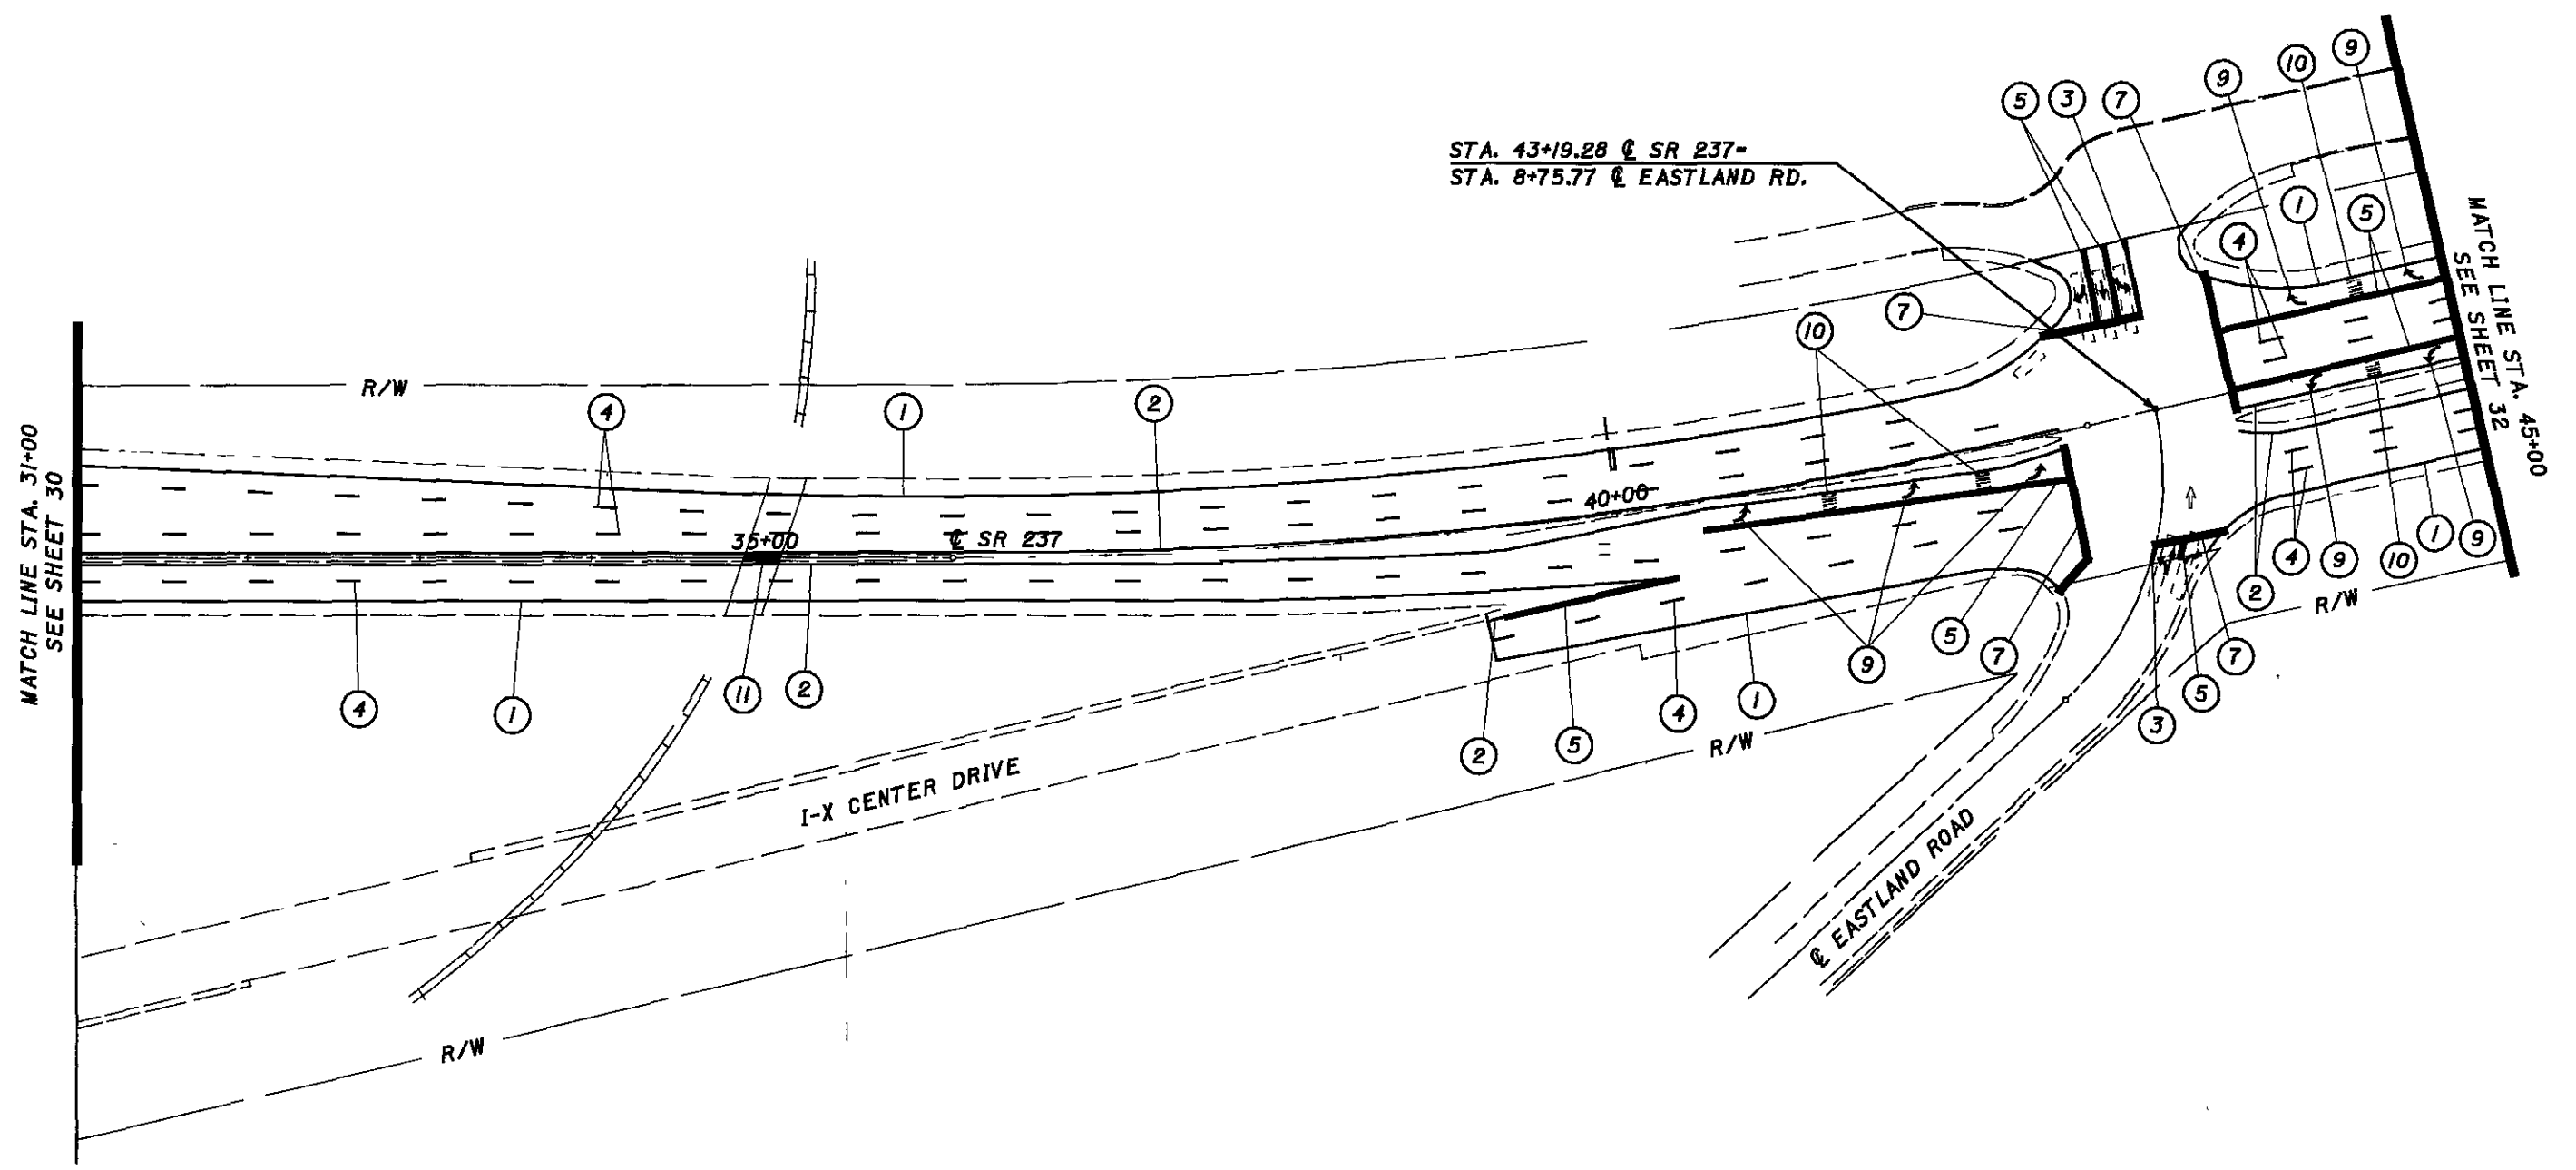 9
10
9
5
3
7
STA. 43+19.28 ℄ SR 237=
STA. 8+75.77 ℄ EASTLAND RD.
1
5
4
MATCH LINE STA. 45+00
SEE SHEET 32
7
10
R/W
4
1
2
MATCH LINE STA. 31+00
SEE SHEET 30
40+00
35+00
℄ SR 237
4
1
11
2
9
5
7
2
4
9
10
1
9
R/W
7
5
3
2
5
4
1
R/W
I-X CENTER DRIVE
℄ EASTLAND ROAD
R/W